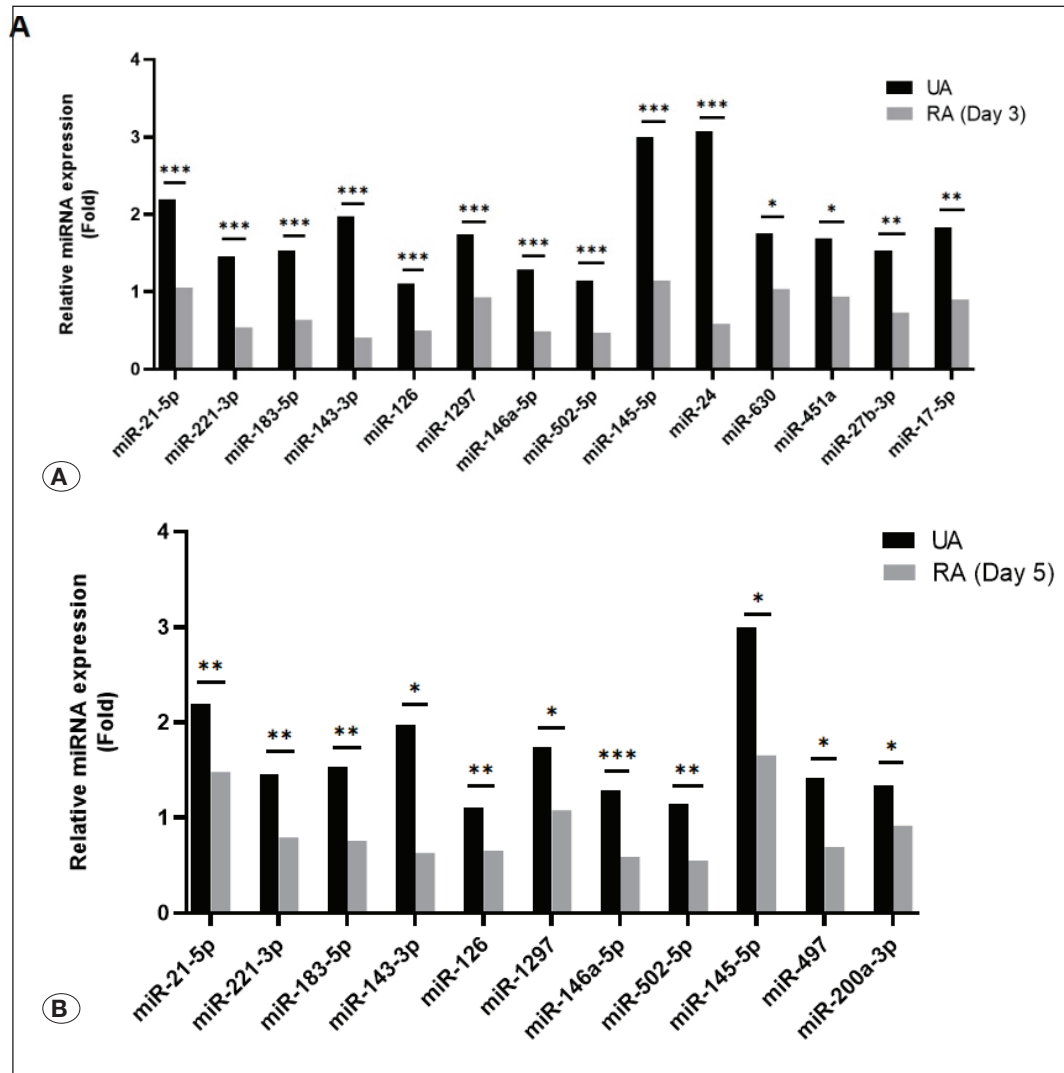 A
Relative miRNA expression
(Fold)
4
3
2
1
0
UA
RA (Day 3)
***
***
***
***
***
***
***
***
***
***
*
*
**
**
miR-21-5p
miR-221-3p
miR-183-5p
miR-143-3p
miR-126
miR-1297
miR-146a-5p
miR-502-5p
miR-145-5p
miR-24
miR-630
miR-451a
miR-27b-3p
miR-17-5p
A
Relative miRNA expression
(Fold)
4
3
2
1
0
UA
RA (Day 5)
**
**
**
*
**
*
***
**
*
*
*
miR-21-5p
miR-221-3p
miR-183-5p
miR-143-3p
miR-126
miR-1297
miR-146a-5p
miR-502-5p
miR-145-5p
miR-497
miR-200a-3p
B